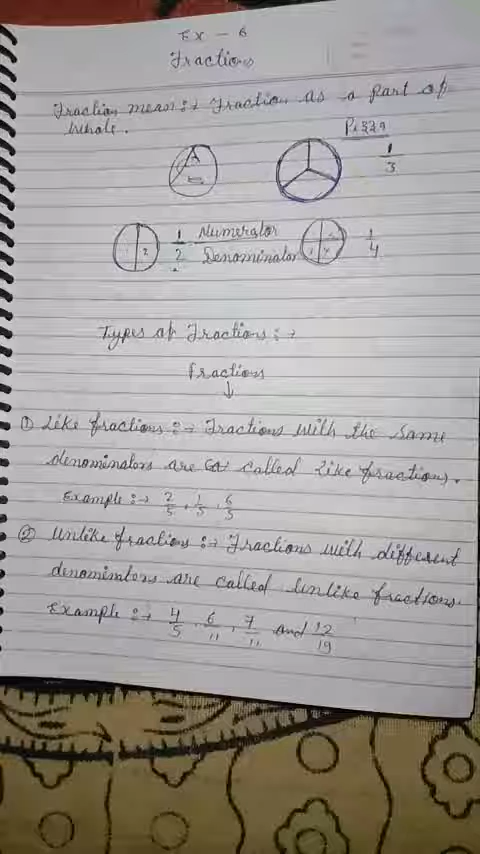 Ex - 6
Fractions
Fraction mean :→ Fraction as a part of
whole.
1/3
1/2 Numerator
Denominator
1/4
Types of Fractions :→
fractions
↓
① Like fractions :→ Fractions with the same
denominators are called like fractions.
Example :→ 2/5, 1/5, 6/5
② Unlike fractions :→ Fractions with different
denominators are called unlike fractions.
Example :→ 4/5, 6/11, 7/11 and 12/19